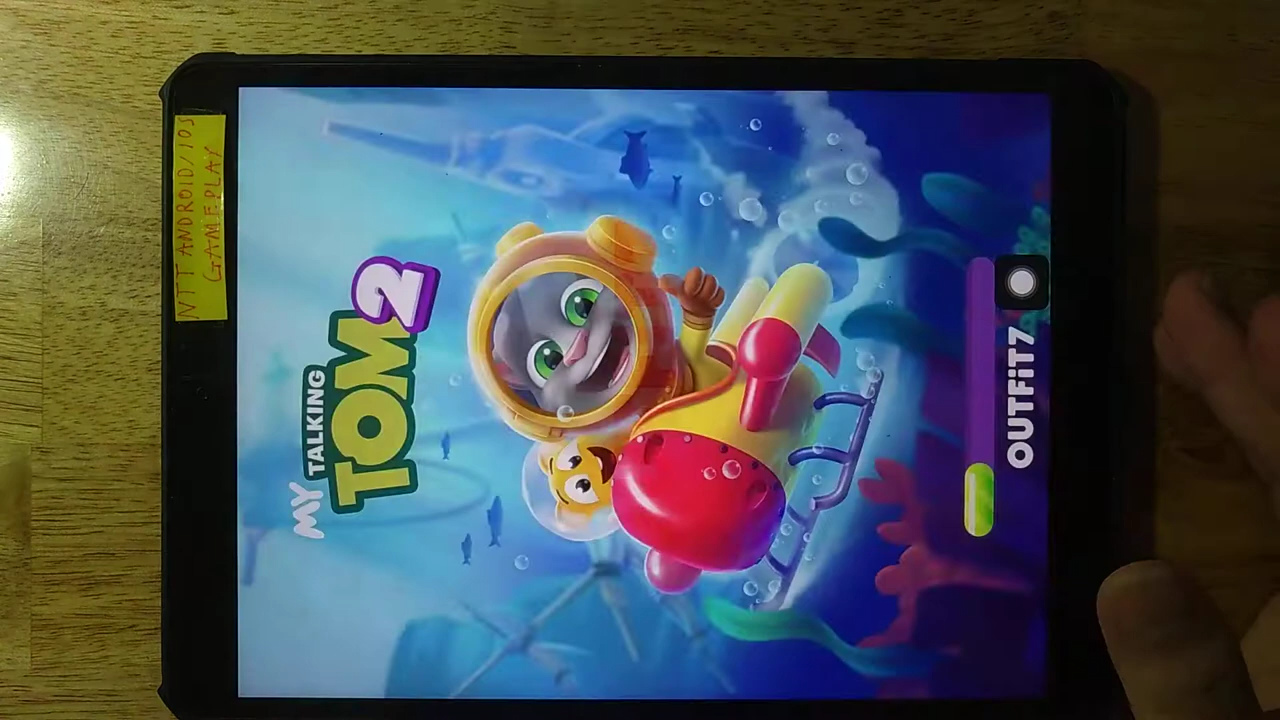 NTT ANDROID/IOS
GAMEPLAY
MY
TALKING
TOM 2
OUTFIT7